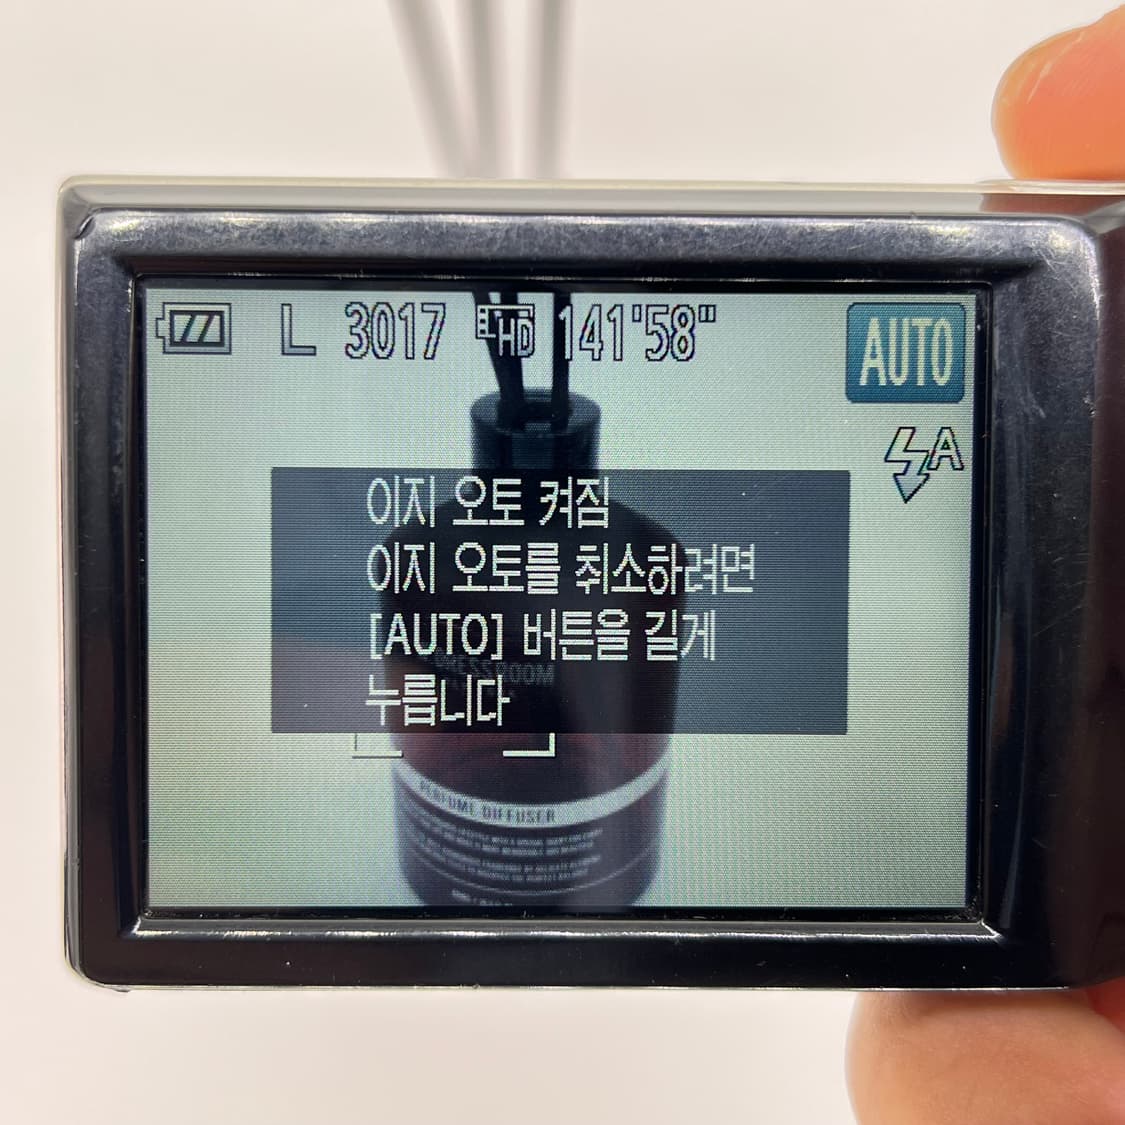 L 3017 HD 141'58"
AUTO
A
이지 오토 켜짐
이지 오토를 취소하려면
[AUTO] 버튼을 길게
누릅니다
DRESSROOM
PERFUME DIFFUSER